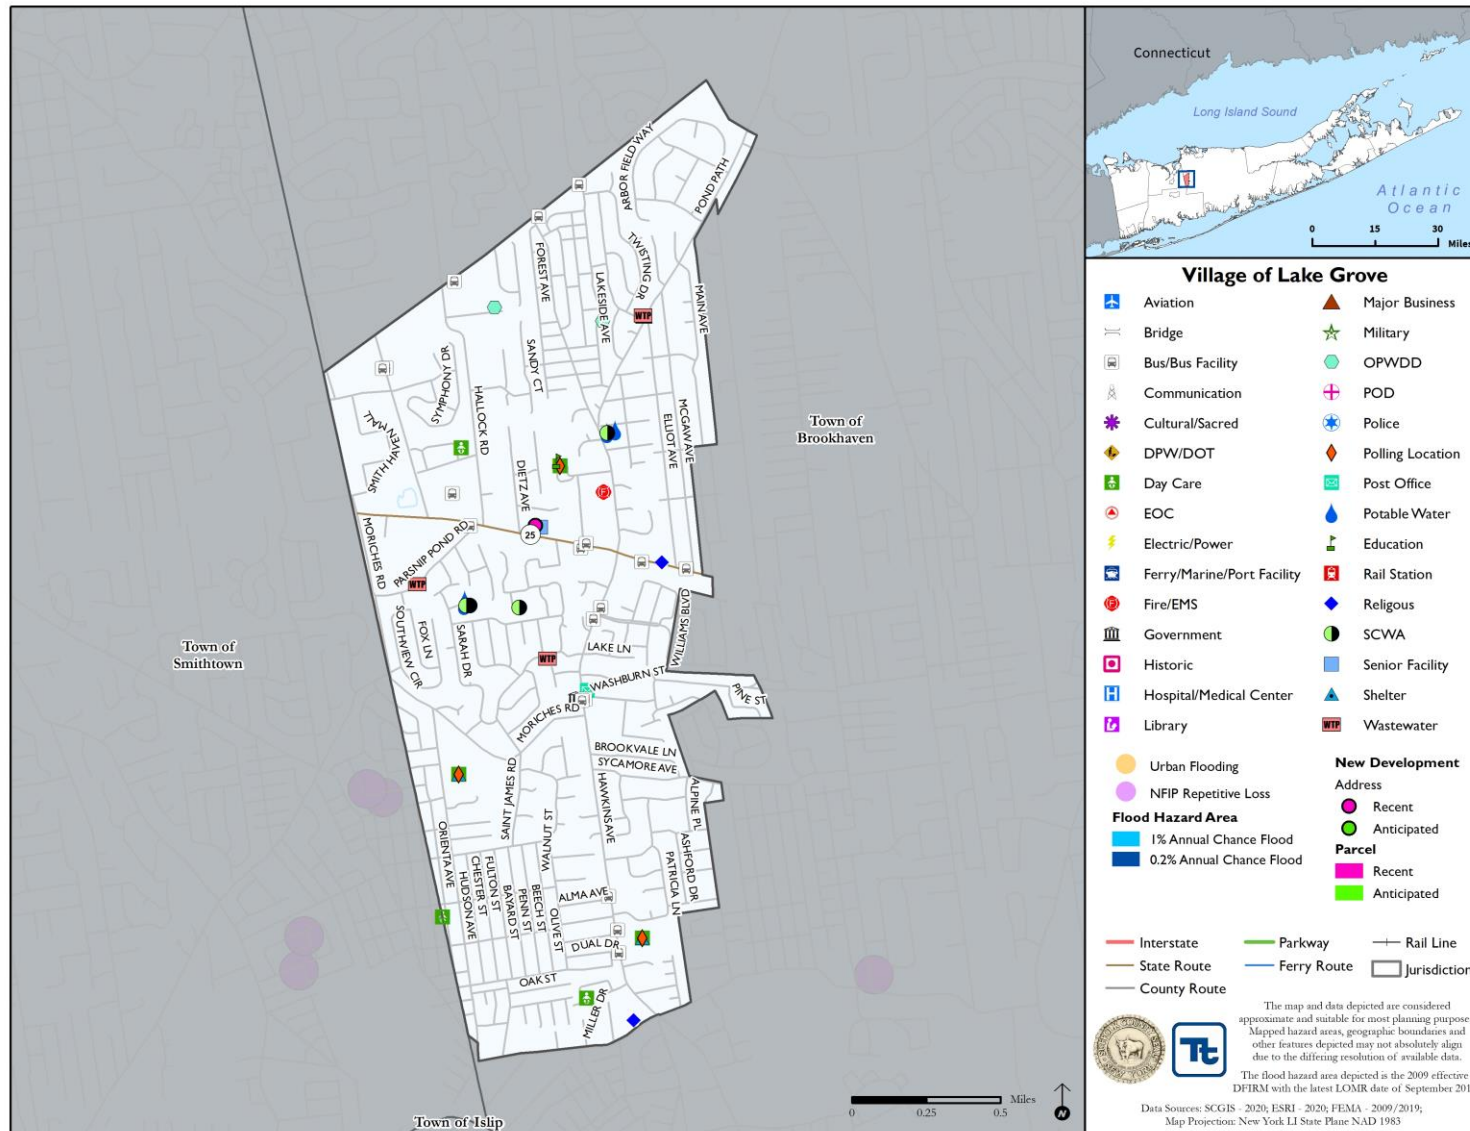 Connecticut
Long Island Sound
Atlantic
Ocean
0 15 30
Miles
Village of Lake Grove
Aviation
Bridge
Bus/Bus Facility
Communication
Cultural/Sacred
DPW/DOT
Day Care
EOC
Electric/Power
Ferry/Marine/Port Facility
Fire/EMS
Government
Historic
Hospital/Medical Center
Library
Major Business
Military
OPWDD
POD
Police
Polling Location
Post Office
Potable Water
Education
Rail Station
Religous
SCWA
Senior Facility
Shelter
WTP Wastewater
Urban Flooding
NFIP Repetitive Loss
Flood Hazard Area
1% Annual Chance Flood
0.2% Annual Chance Flood
New Development
Address
Recent
Anticipated
Parcel
Recent
Anticipated
Interstate
State Route
County Route
Parkway
Ferry Route
Rail Line
Jurisdiction
The map and data depicted are considered
approximate and suitable for most planning purpose
Mapped hazard areas, geographic boundaries and
other features depicted may not absolutely align
due to the differing resolution of available data.
The flood hazard area depicted is the 2009 effective
DFIRM with the latest LOMR date of September 201
Data Sources: SCGIS - 2020; ESRI - 2020; FEMA - 2009/2019;
Map Projection: New York LI State Plane NAD 1983
Tt
ARBOR FIELD WAY
POND PATH
TWISTING DR
FOREST AVE
LAKESIDE AVE
MAIN AVE
WTP
SANDY CT
SYMPHONY DR
HALLOCK RD
SMITH HAVEN MALL
MCGAW AVE
ELLIOT AVE
Town of
Brookhaven
DIETZ AVE
25
MORICHES RD
PARSNIP POND RD
WTP
SOUTHVIEW CIR
FOX LN
SARAH DR
WILLIAMS BLVD
LAKE LN
WTP
WASHBURN ST
PINE ST
MORICHES RD
Town of
Smithtown
BROOKVALE LN
SYCAMORE AVE
ALPINE PL
SAINT JAMES RD
WALNUT ST
HAWKINS AVE
ORIENTA AVE
ASHFORD DR
PATRICIA LN
HUDSON AVE
CHESTER ST
FULTON ST
BAYARD ST
PENN ST
BEECH ST
OLIVE ST
ALMA AVE
DUAL DR
OAK ST
MILLER DR
Town of Islip
0 0.25 0.5
Miles
N